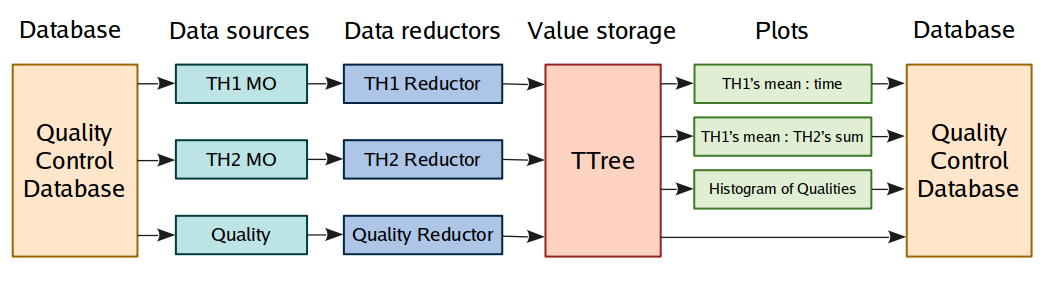 Database
Data sources
Data reductors
Value storage
Plots
Database
Quality
Control
Database
TH1 MO
TH2 MO
Quality
TH1 Reductor
TH2 Reductor
Quality Reductor
TTree
TH1's mean : time
TH1's mean : TH2's sum
Histogram of Qualities
Quality
Control
Database